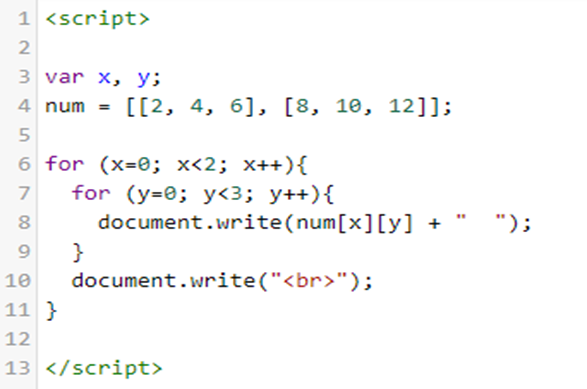 1 <script>
2
3 var x, y;
4 num = [[2, 4, 6], [8, 10, 12]];
5
6 for (x=0; x<2; x++){
7   for (y=0; y<3; y++){
8     document.write(num[x][y] + "  ");
9   }
10   document.write("<br>");
11 }
12
13 </script>